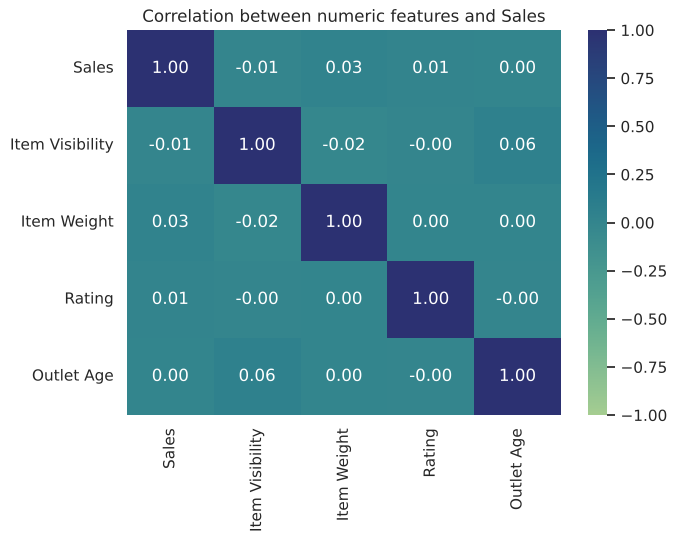 Correlation between numeric features and Sales
Sales 1.00 -0.01 0.03 0.01 0.00
Item Visibility -0.01 1.00 -0.02 -0.00 0.06
Item Weight 0.03 -0.02 1.00 0.00 0.00
Rating 0.01 -0.00 0.00 1.00 -0.00
Outlet Age 0.00 0.06 0.00 -0.00 1.00
Sales
Item Visibility
Item Weight
Rating
Outlet Age
1.00
0.75
0.50
0.25
0.00
−0.25
−0.50
−0.75
−1.00